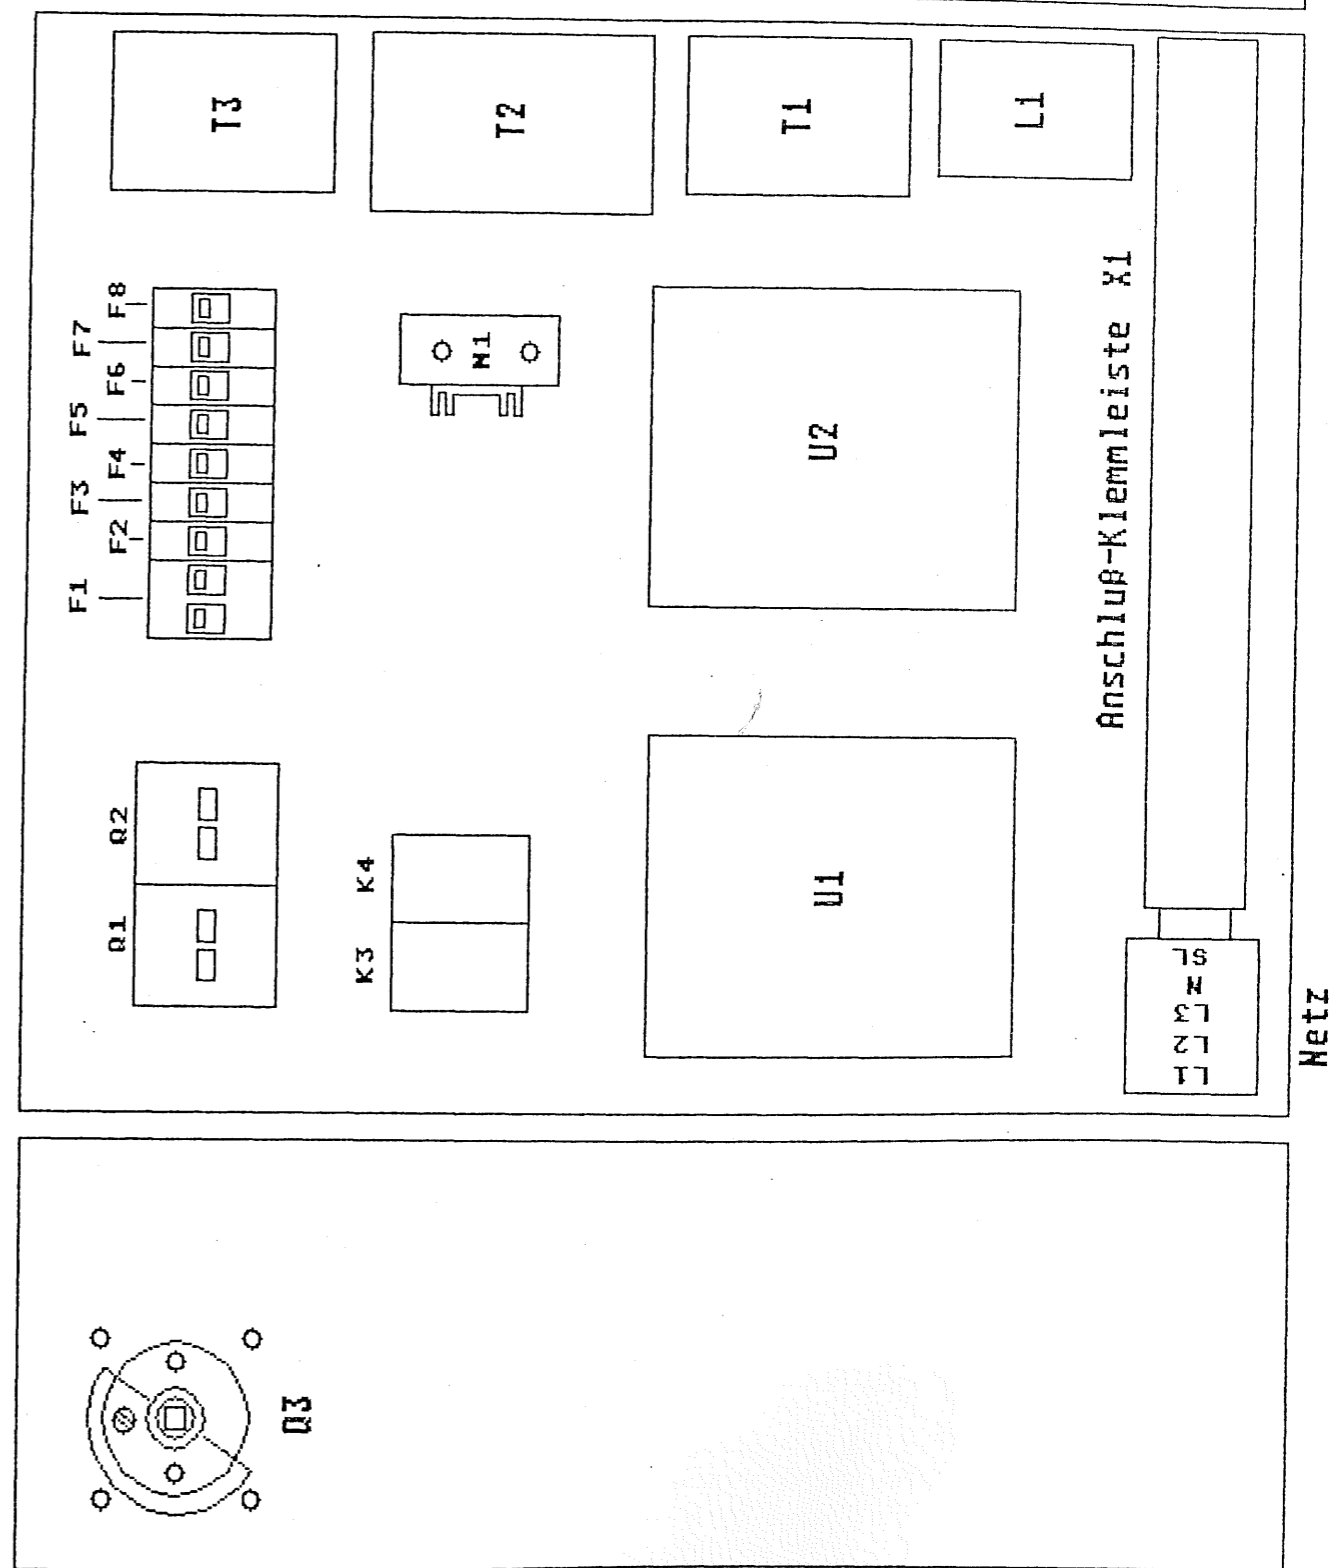 T3
T2
T1
L1
F8
F7
F6
F5
F4
F3
F2
F1
N1
U2
Anschluß-Klemmleiste X1
Q2
Q1
K4
K3
U1
SL
N
L3
L2
L1
Netz
Q3